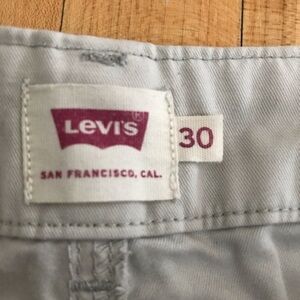 Levi's ®
30
SAN FRANCISCO, CAL.